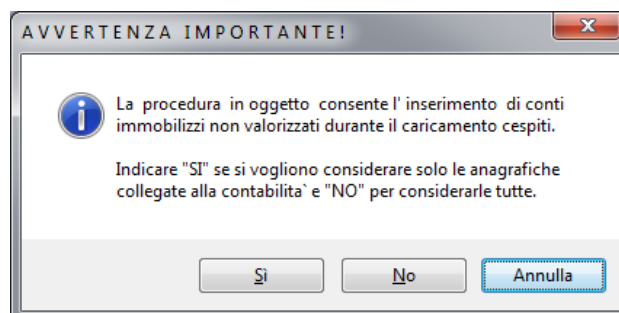 AVVERTENZA IMPORTANTE!
La procedura in oggetto consente l' inserimento di conti
immobilizzi non valorizzati durante il caricamento cespiti.
Indicare "SI" se si vogliono considerare solo le anagrafiche
collegate alla contabilita` e "NO" per considerarle tutte.
Sì No Annulla